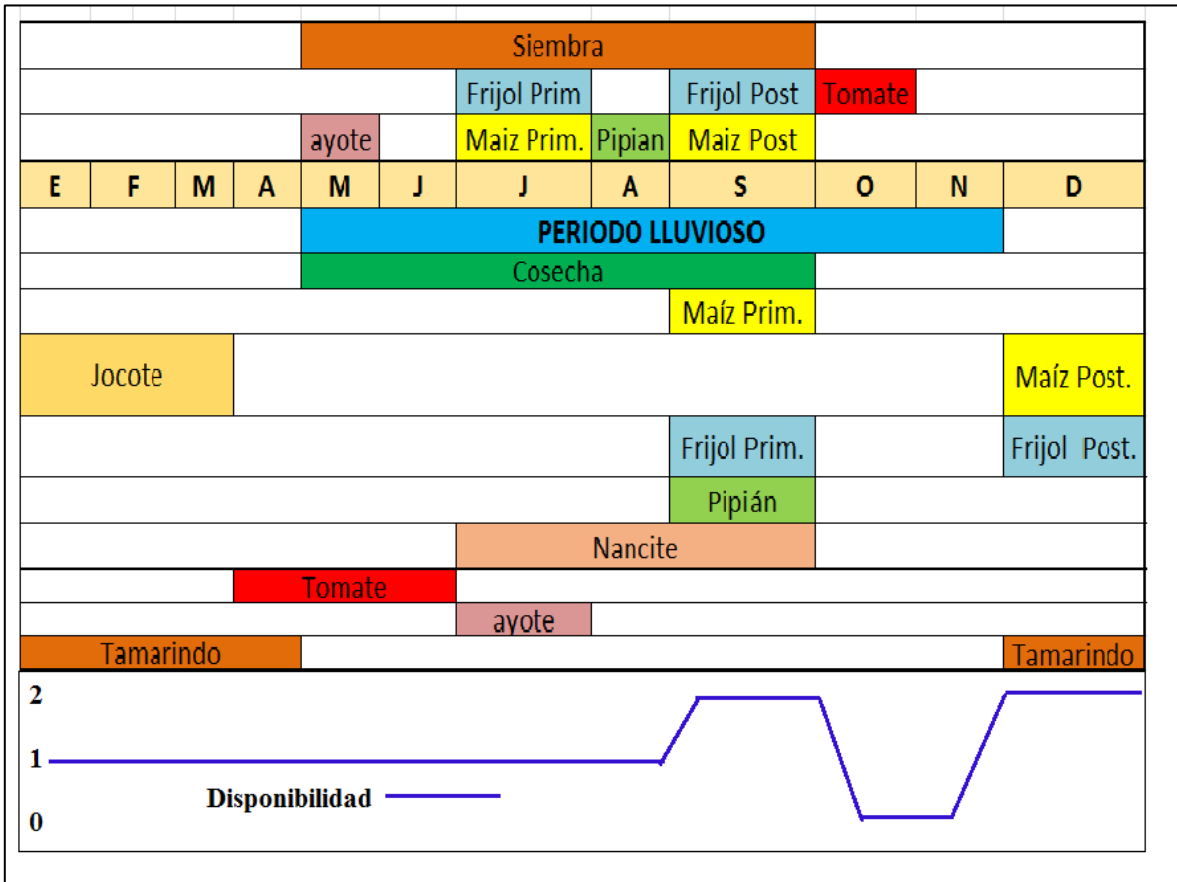 Siembra
Frijol Prim Frijol Post Tomate
ayote Maiz Prim. Pipian Maiz Post
E F M A M J J A S O N D
PERIODO LLUVIOSO
Cosecha
Maíz Prim.
Jocote Maíz Post.
Frijol Prim. Frijol Post.
Pipián
Nancite
Tomate
ayote
Tamarindo Tamarindo
2
1
Disponibilidad
0